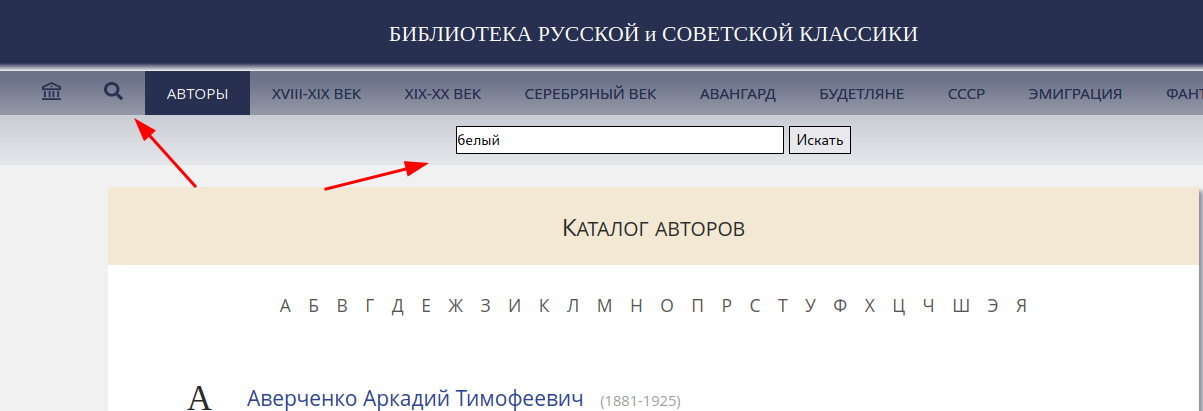 БИБЛИОТЕКА РУССКОЙ и СОВЕТСКОЙ КЛАССИКИ
АВТОРЫ XVIII-XIX ВЕК XIX-XX ВЕК СЕРЕБРЯНЫЙ ВЕК АВАНГАРД БУДЕТЛЯНЕ СССР ЭМИГРАЦИЯ ФАНТ
белый Искать
Каталог авторов
А Б В Г Д Е Ж З И К Л М Н О П Р С Т У Ф Х Ц Ч Ш Э Я
А Аверченко Аркадий Тимофеевич (1881-1925)